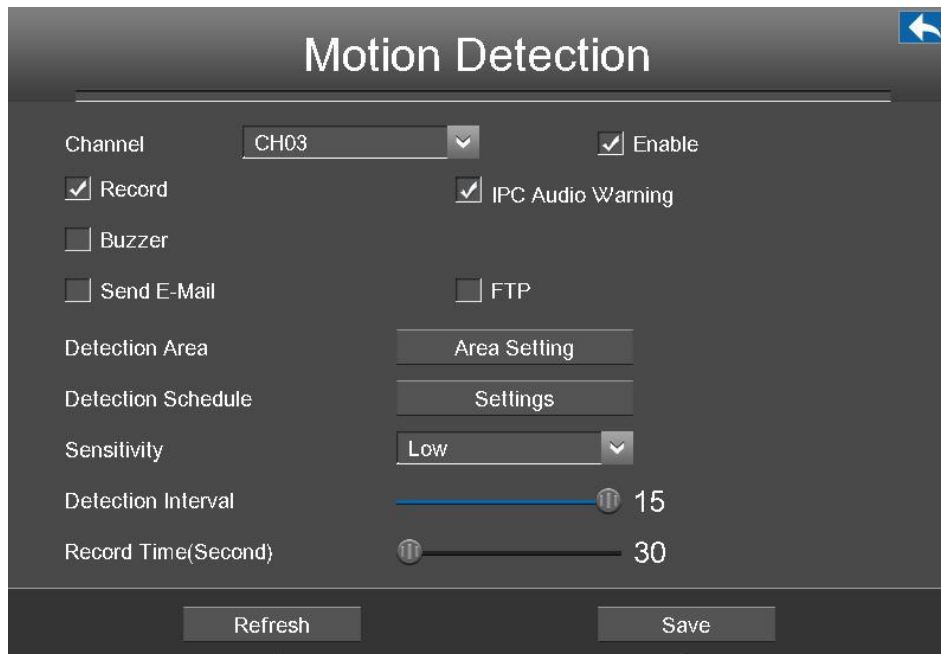 Motion Detection
Channel CH03 Enable
Record IPC Audio Warning
Buzzer
Send E-Mail FTP
Detection Area Area Setting
Detection Schedule Settings
Sensitivity Low
Detection Interval 15
Record Time(Second) 30
Refresh Save